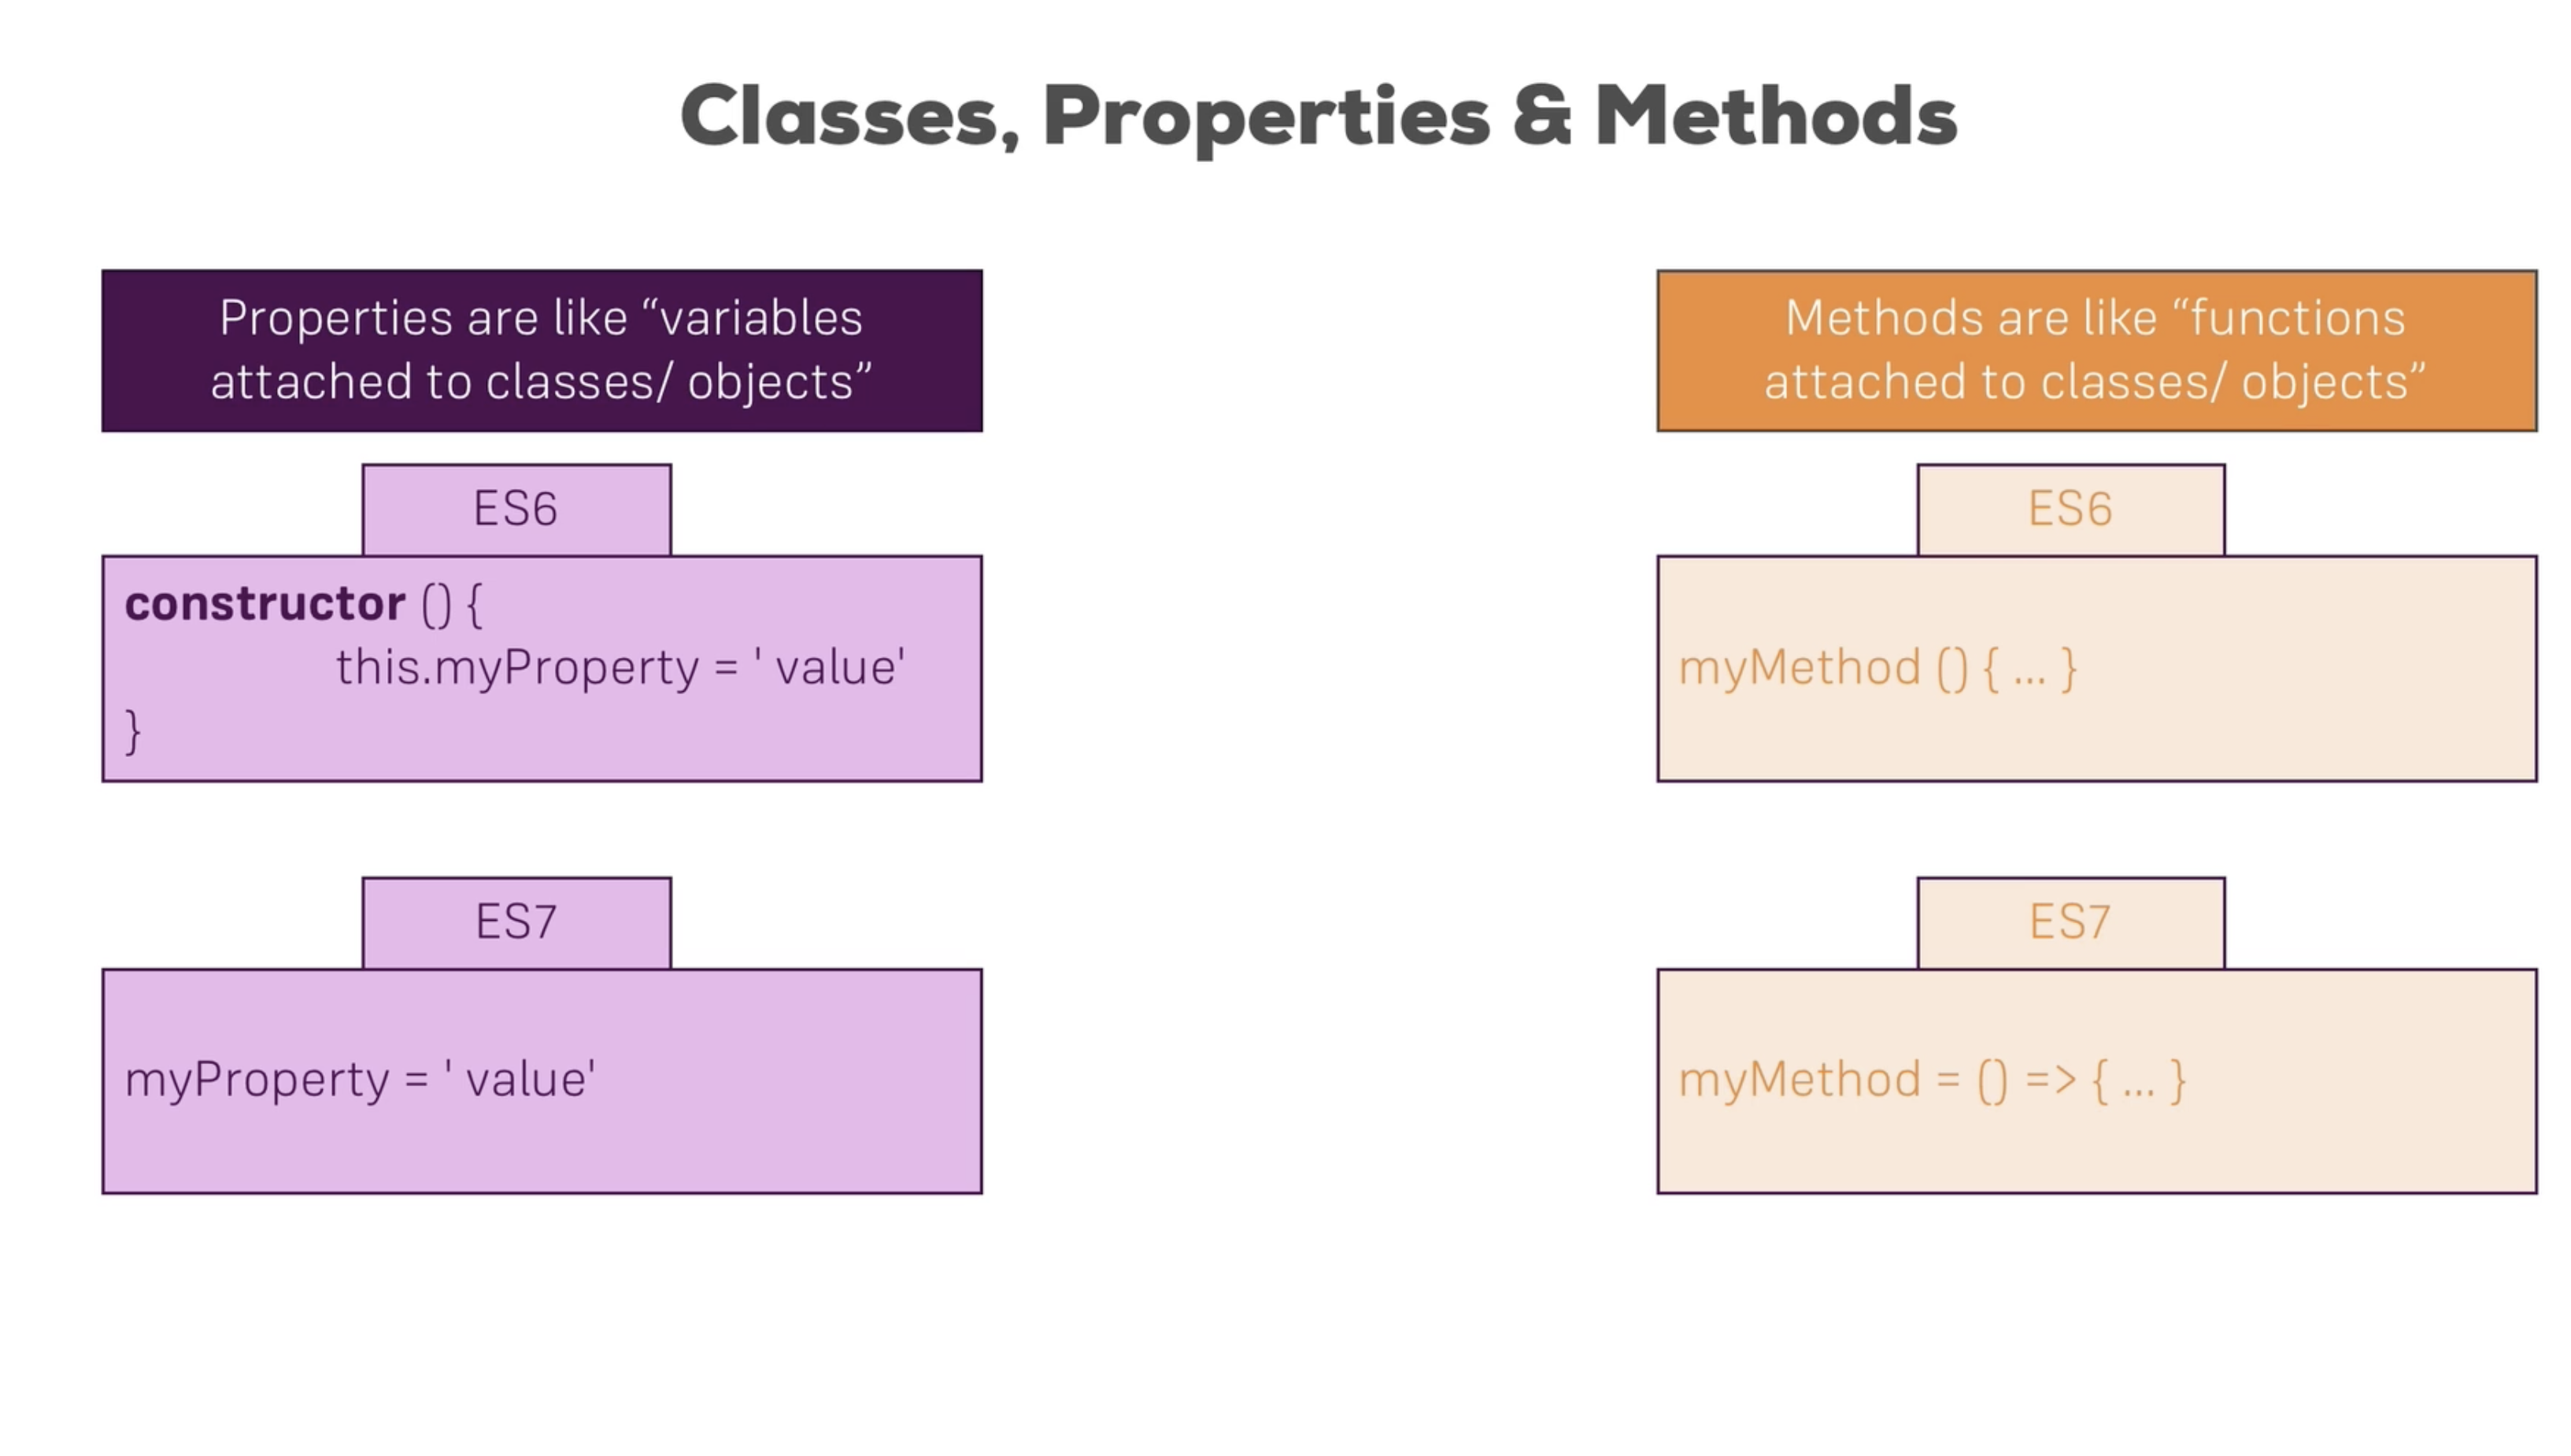 Classes, Properties & Methods
Properties are like “variables
attached to classes/ objects”
ES6
constructor () {
this.myProperty = ' value'
}
ES7
myProperty = ' value'
Methods are like “functions
attached to classes/ objects”
ES6
myMethod () { ... }
ES7
myMethod = () => { ... }